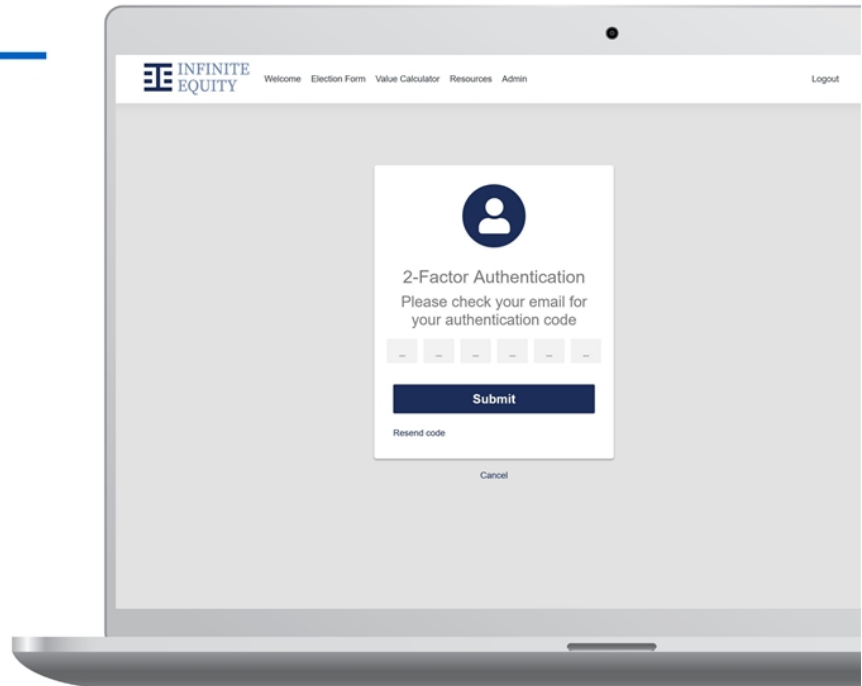 INFINITE
EQUITY
Welcome Election Form Value Calculator Resources Admin Logout
2-Factor Authentication
Please check your email for
your authentication code
_ _ _ _ _ _
Submit
Resend code
Cancel